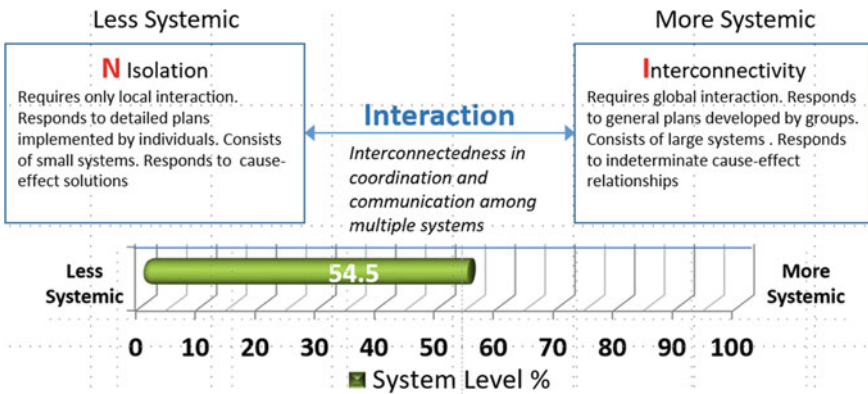 Less Systemic
More Systemic
N Isolation
Requires only local interaction.
Responds to detailed plans
implemented by individuals. Consists
of small systems. Responds to cause-
effect solutions
Interaction
Interconnectedness in
coordination and
communication among
multiple systems
Interconnectivity
Requires global interaction. Responds
to general plans developed by groups.
Consists of large systems . Responds
to indeterminate cause-effect
relationships
Less
Systemic
54.5
More
Systemic
0 10 20 30 40 50 60 70 80 90 100
System Level %